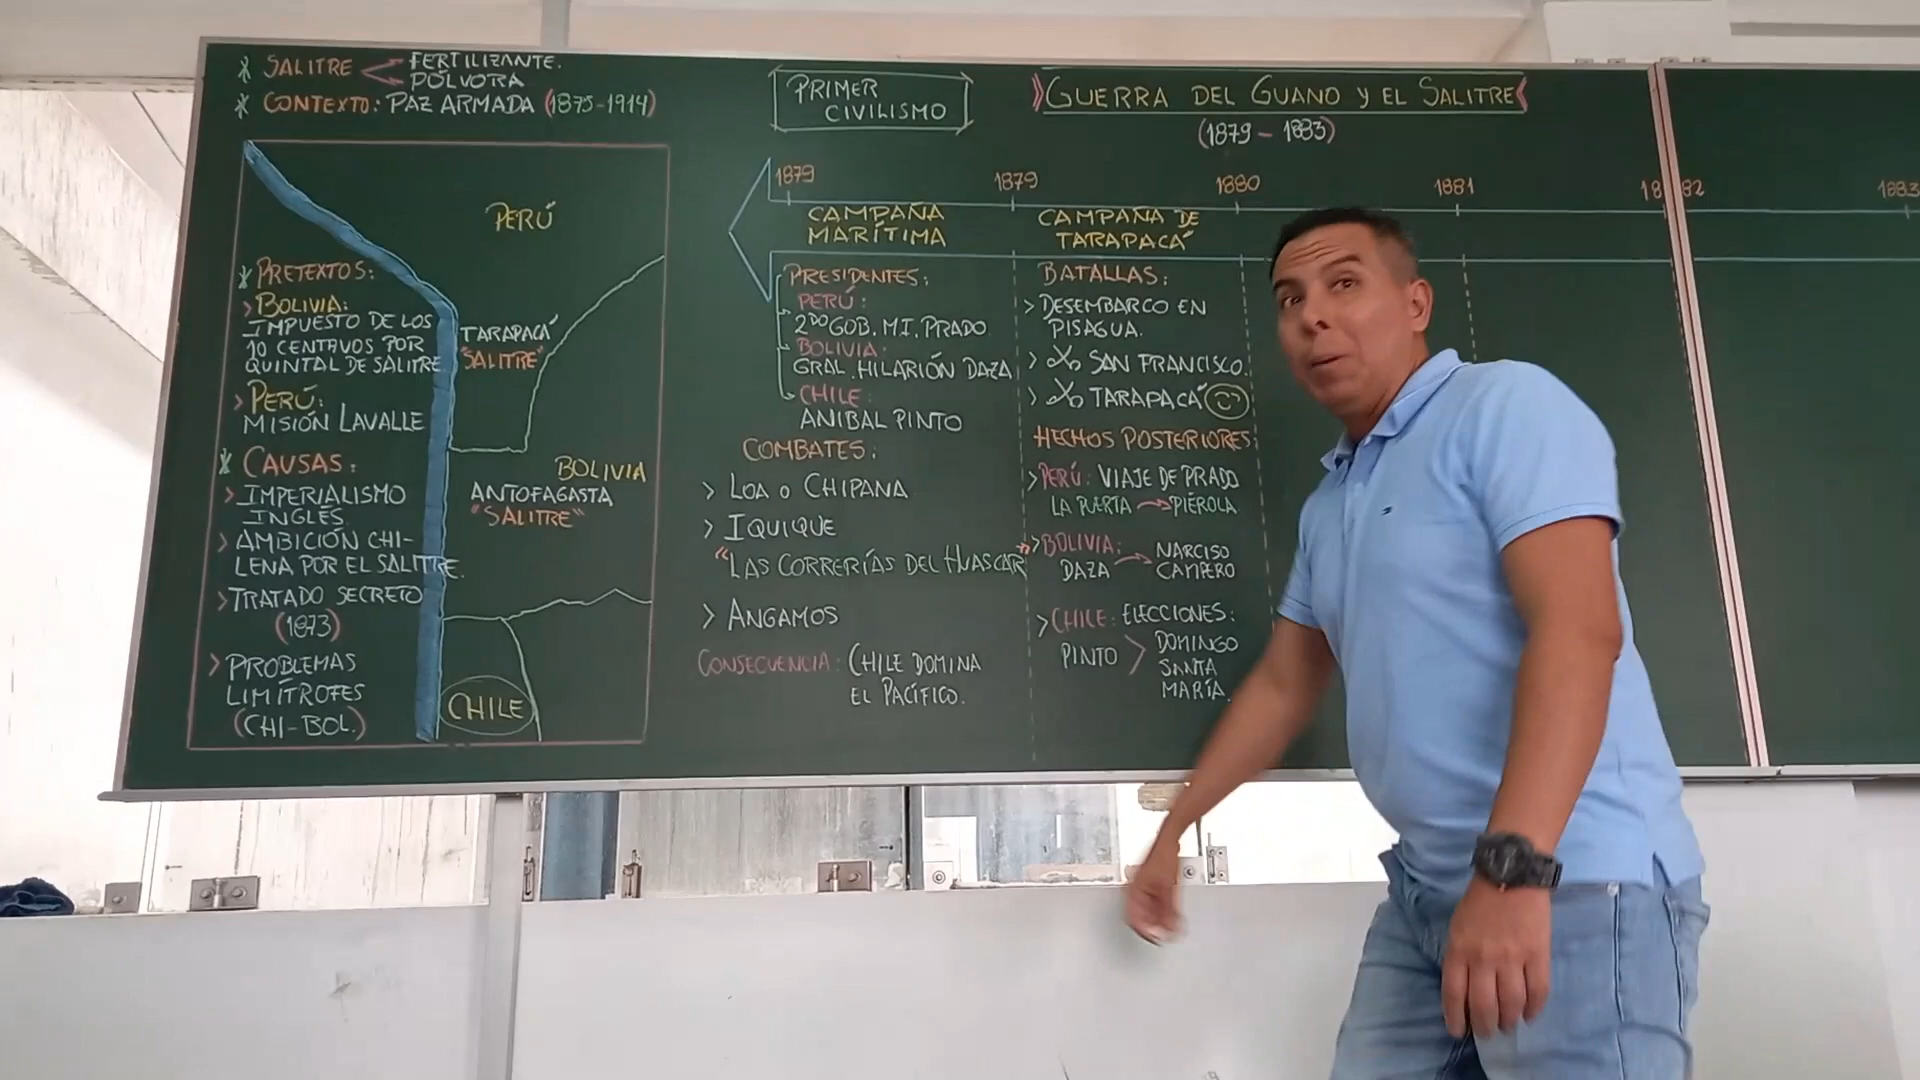 * SALITRE
FERTILIZANTE.
PÓLVORA
* CONTEXTO: PAZ ARMADA (1875-1914)
PERÚ
* PRETEXTOS:
> BOLIVIA:
IMPUESTO DE LOS
10 CENTAVOS POR
QUINTAL DE SALITRE
> PERÚ:
MISIÓN LAVALLE
* CAUSAS:
> IMPERIALISMO
INGLÉS
> AMBICIÓN CHI-
LENA POR EL SALITRE.
> TRATADO SECRETO
(1873)
> PROBLEMAS
LIMÍTROFES
(CHI-BOL.)
TARAPACÁ
"SALITRE"
BOLIVIA
ANTOFAGASTA
"SALITRE"
CHILE
PRIMER
CIVILISMO
GUERRA DEL GUANO Y EL SALITRE
(1879 - 1883)
1879 1879 1880 1881 1882 1883
CAMPAÑA
MARÍTIMA
PRESIDENTES:
PERÚ:
2DO GOB. M.I. PRADO
BOLIVIA:
GRAL. HILARIÓN DAZA
CHILE:
ANIBAL PINTO
COMBATES:
> LOA O CHIPANA
> IQUIQUE
"LAS CORRERÍAS DEL HUASCAR"
> ANGAMOS
CONSECUENCIA: CHILE DOMINA
EL PACÍFICO.
CAMPAÑA DE
TARAPACÁ
BATALLAS:
> DESEMBARCO EN
PISAGUA.
> SAN FRANCISCO.
> TARAPACÁ
HECHOS POSTERIORES:
> PERÚ: VIAJE DE PRADO
LA PUERTA → PIÉROLA
> BOLIVIA:
DAZA → NARCISO
CAMPERO
> CHILE: ELECCIONES:
PINTO > DOMINGO
SANTA
MARÍA.